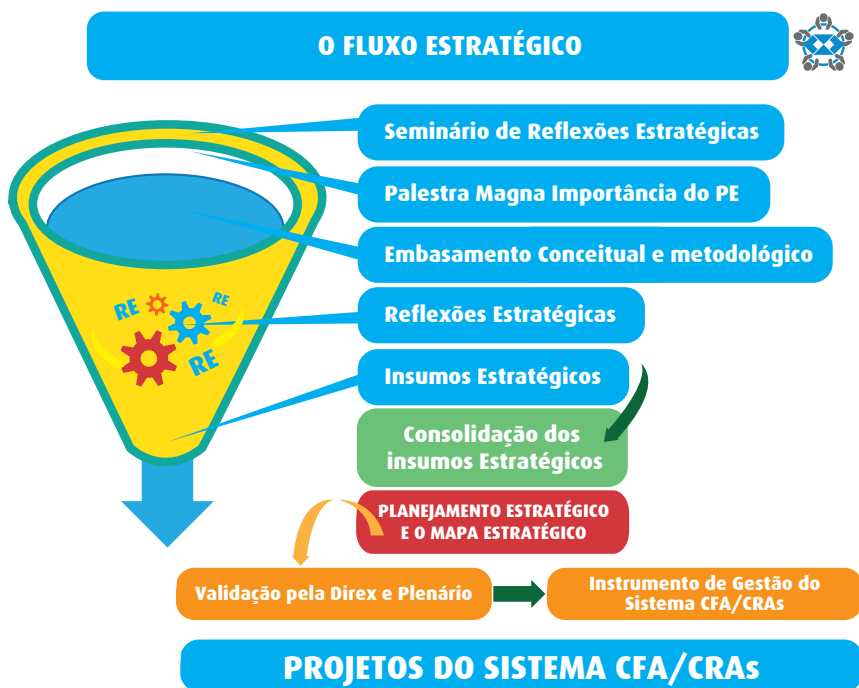 O FLUXO ESTRATÉGICO
Seminário de Reflexões Estratégicas
Palestra Magna Importância do PE
Embasamento Conceitual e metodológico
RE
RE
RE
Reflexões Estratégicas
Insumos Estratégicos
Consolidação dos
insumos Estratégicos
PLANEJAMENTO ESTRATÉGICO
E O MAPA ESTRATÉGICO
Validação pela Direx e Plenário
Instrumento de Gestão do
Sistema CFA/CRAs
PROJETOS DO SISTEMA CFA/CRAs